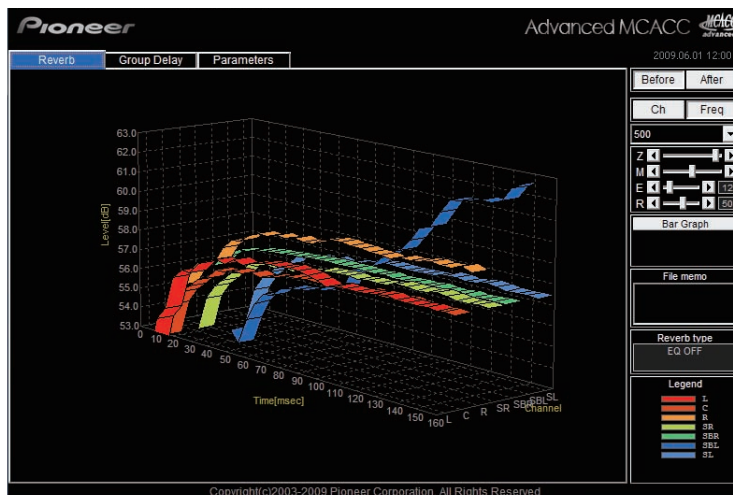 Pioneer
Advanced MCACC MCACC advanced
2009.06.01 12:00
Reverb Group Delay Parameters
Before After
Ch Freq
500
Z
M
E 12
R 50
Bar Graph
File memo
Reverb type
EQ OFF
Legend
L
C
R
SR
SBR
SBL
SL
63.0
62.0
61.0
60.0
59.0
58.0
57.0
56.0
55.0
54.0
53.0
Level[dB]
0 10 20 30 40 50 60 70 80 90 100 110 120 130 140 150 160
Time[msec]
L C R SR SBR SBL SL
Channel
Copyright(c)2003-2009 Pioneer Corporation. All Rights Reserved